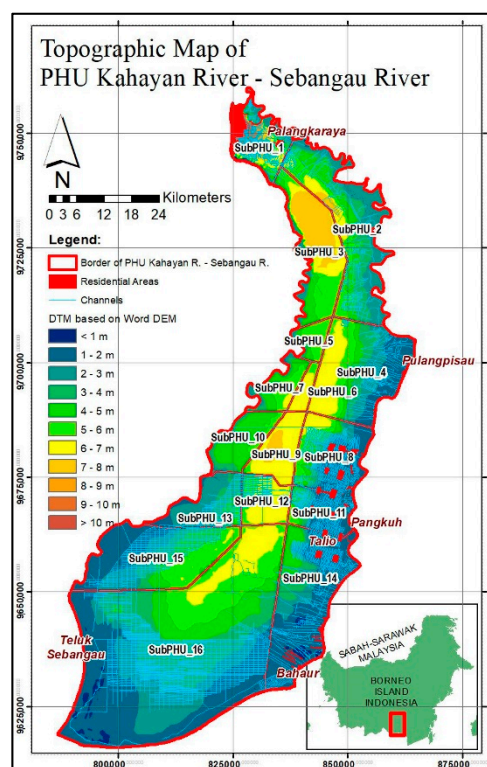 Topographic Map of
PHU Kahayan River - Sebangau River
N
0 3 6 12 18 24
Kilometers
Legend:
Border of PHU Kahayan R. - Sebangau R.
Residential Areas
Channels
DTM based on Word DEM
< 1 m
1 - 2 m
2 - 3 m
3 - 4 m
4 - 5 m
5 - 6 m
6 - 7 m
7 - 8 m
8 - 9 m
9 - 10 m
> 10 m
Palangkaraya
SubPHU_1
SubPHU_2
SubPHU_3
SubPHU_5
SubPHU_4
Pulangpisau
SubPHU_7
SubPHU_6
SubPHU_10
SubPHU_9
SubPHU_8
SubPHU_12
SubPHU_13
SubPHU_11
Pangkuh
Talio
SubPHU_15
SubPHU_14
Teluk
Sebangau
SubPHU_16
Bahaur
SABAH-SARAWAK
MALAYSIA
BORNEO
ISLAND
INDONESIA
9750000
9725000
9700000
9675000
9650000
9625000
800000
825000
850000
875000